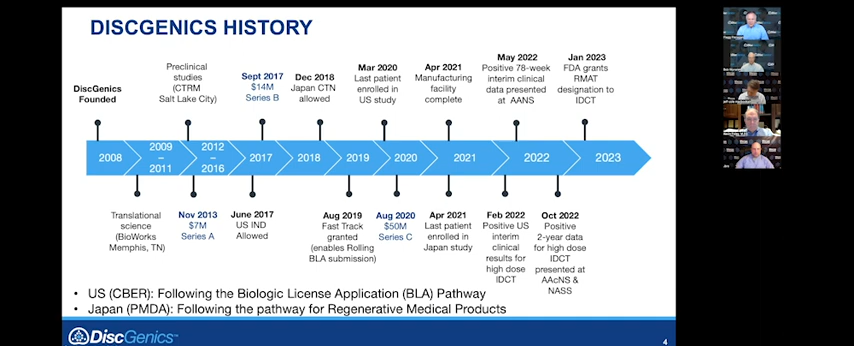 DISCGENICS HISTORY
DiscGenics
Founded
Preclinical
studies
(CTRM
Salt Lake City)
Sept 2017
$14M
Series B
Dec 2018
Japan CTN
allowed
Mar 2020
Last patient
enrolled in
US study
Apr 2021
Manufacturing
facility
complete
May 2022
Positive 78-week
interim clinical
data presented
at AANS
Jan 2023
FDA grants
RMAT
designation to
IDCT
2008
2009
–
2011
2012
–
2016
2017
2018
2019
2020
2021
2022
2023
Translational
science
(BioWorks
Memphis, TN)
Nov 2013
$7M
Series A
June 2017
US IND
Allowed
Aug 2019
Fast Track
granted
(enables Rolling
BLA submission)
Aug 2020
$50M
Series C
Apr 2021
Last patient
enrolled in
Japan study
Feb 2022
Positive US
interim
clinical
results for
high dose
IDCT
Oct 2022
Positive
2-year data
for high dose
IDCT
presented at
AAcNS &
NASS
• US (CBER): Following the Biologic License Application (BLA) Pathway
• Japan (PMDA): Following the pathway for Regenerative Medical Products
DiscGenics
4